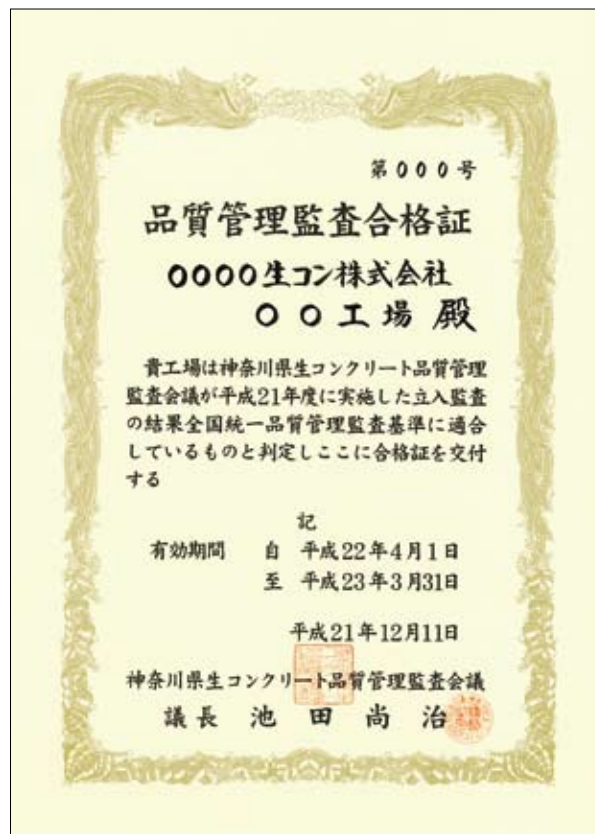 第000号
品質管理監査合格証
〇〇〇〇生コン株式会社
〇〇工場 殿
貴工場は神奈川県生コンクリート品質管理
監査会議が平成21年度に実施した立入監査
の結果全国統一品質管理監査基準に適合
しているものと判定しここに合格証を交付
する
記
有効期間 自 平成22年4月1日
至 平成23年3月31日
平成21年12月11日
神奈川県生コンクリート品質管理監査会議
議長 池田尚治